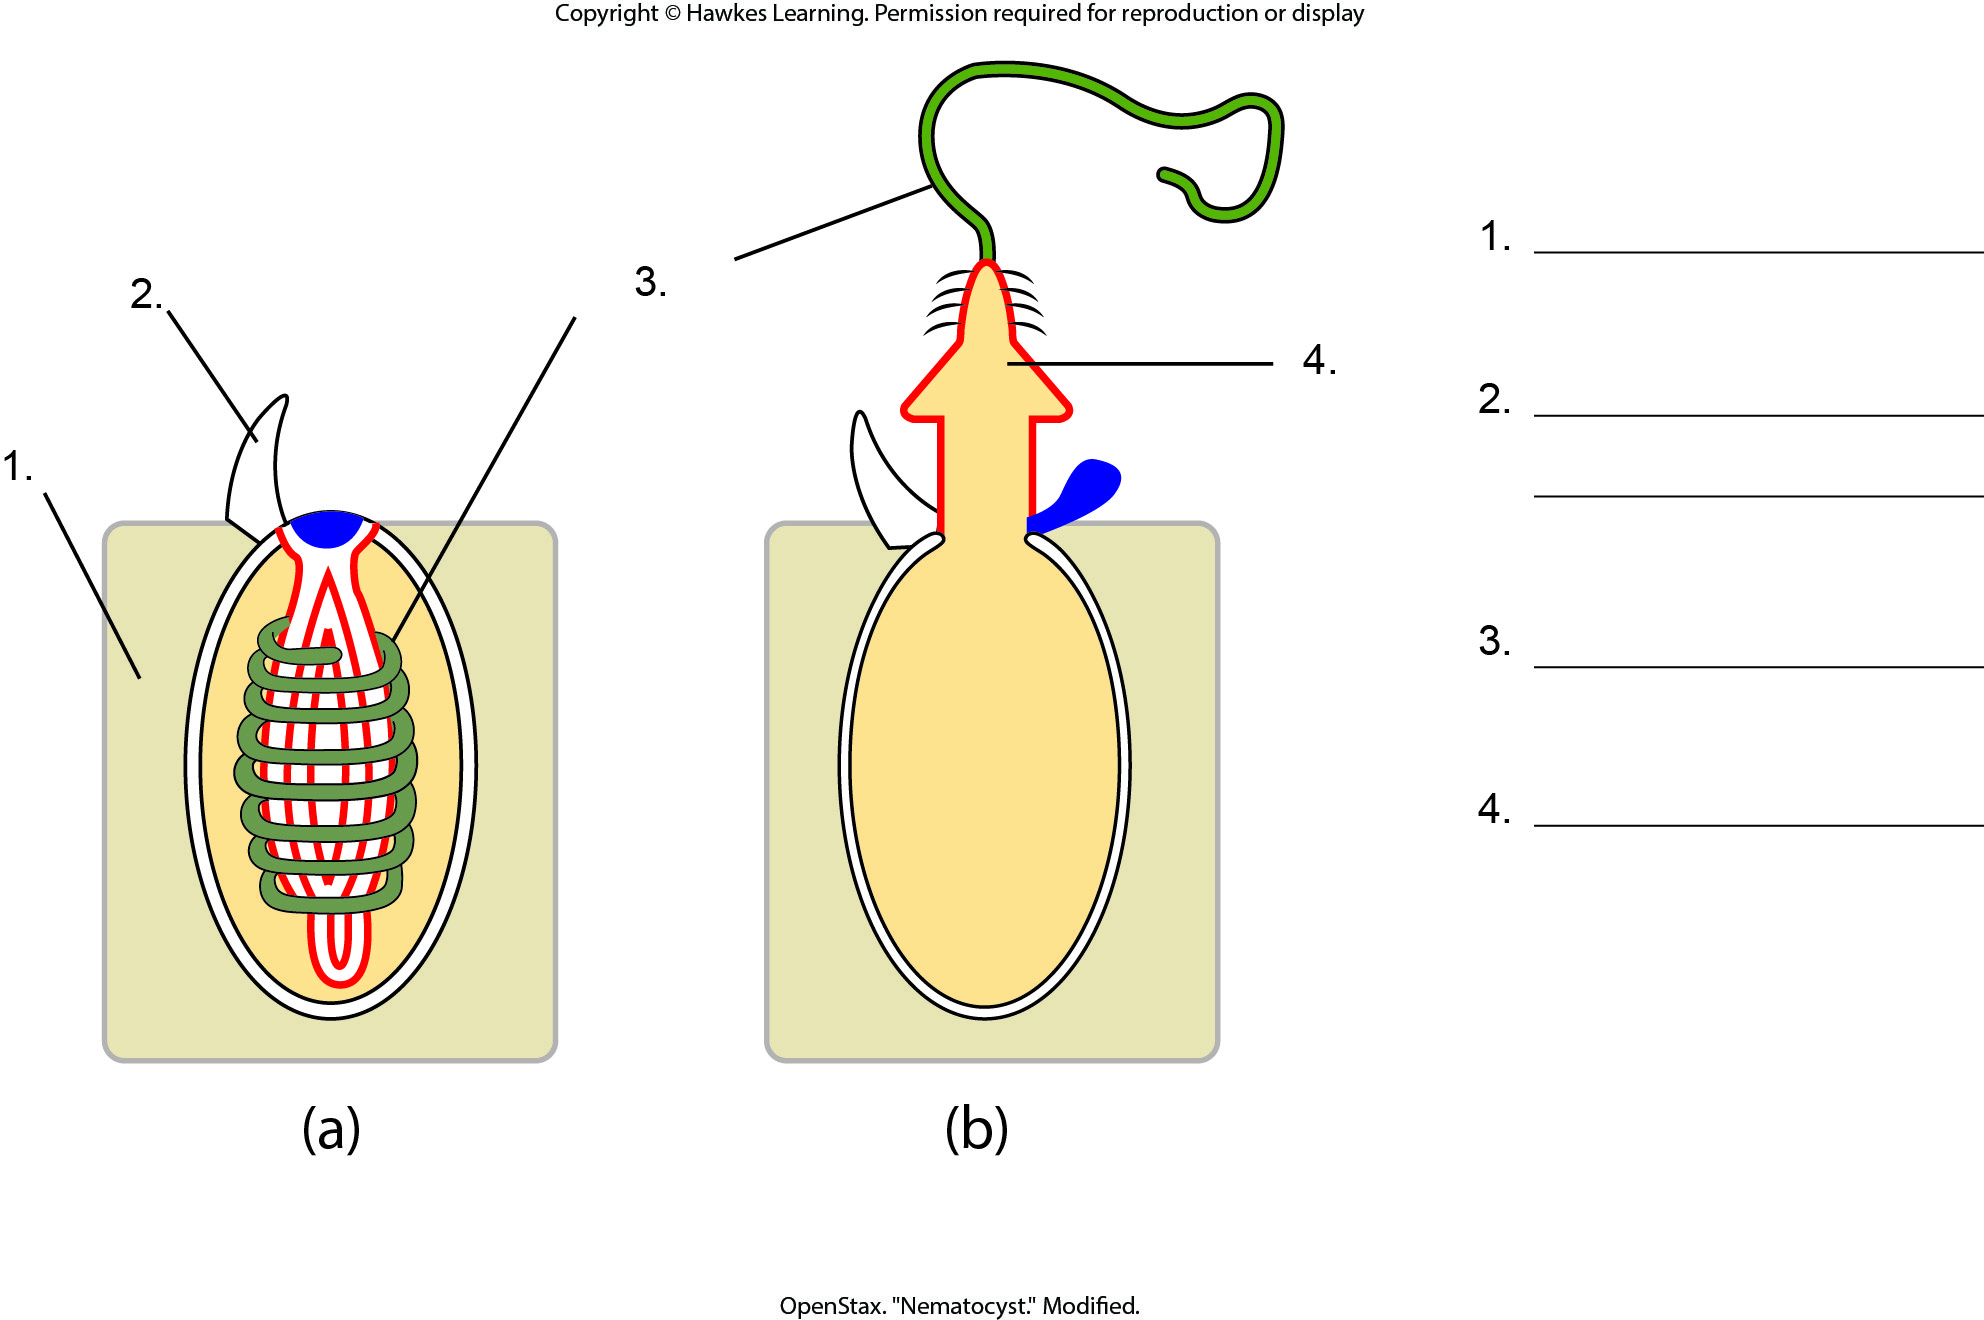 Copyright © Hawkes Learning. Permission required for reproduction or display
2.
3.
1.
4.
(a)
(b)
1.
2.
3.
4.
OpenStax. "Nematocyst." Modified.